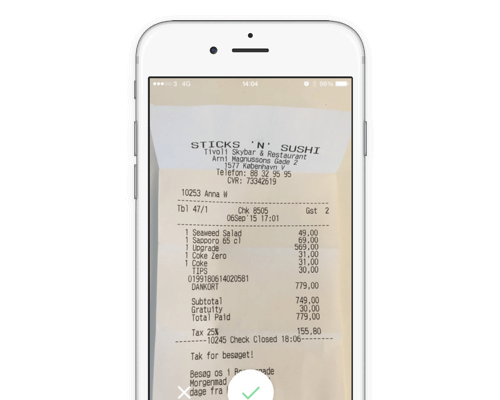 3 4G 14:04 89%
STICKS 'N' SUSHI
Tivoli Skybar & Restaurant
Arni Magnussons Gade 2
1577 København V
Telefon: 88 32 95 95
CVR: 73342619
10253 Anna W
Tbl 47/1 Chk 8505 Gst 2
06Sep'15 17:01
1 Seaweed Salad 49,00
1 Sapporo 65 cl 69,00
1 Upgrade 569,00
1 Coke Zero 31,00
1 Coke 31,00
TIPS 30,00
0199180614020581
DANKORT 779,00
Subtotal 749,00
Gratuity 30,00
Total Paid 779,00
Tax 25% 155,80
10245 Check Closed 18:06
Tak for besøget!
Besøg os i
Morgenmad
dage fra